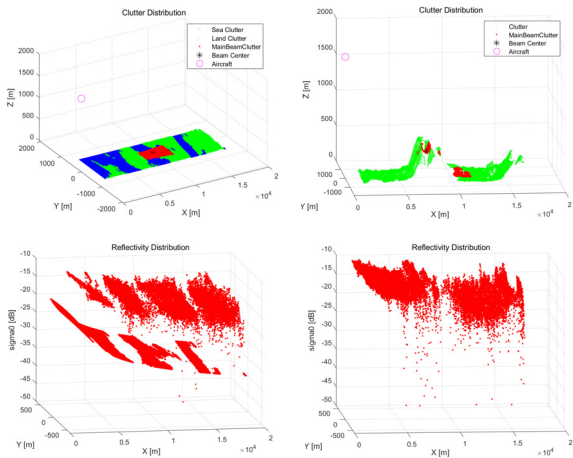 Clutter Distribution
Sea Clutter
Land Clutter
MainBeamClutter
Beam Center
Aircraft
2000
1500
1000
500
0
Z [m]
1000
0
-1000
-2000
Y [m]
0
0.5
1
1.5
2
×10⁴
X [m]
Clutter Distribution
Clutter
MainBeamClutter
Beam Center
Aircraft
2000
1500
1000
500
0
Z [m]
1000
0
-1000
Y [m]
0
0.5
1
1.5
2
×10⁴
X [m]
Reflectivity Distribution
-10
-15
-20
-25
-30
-35
-40
-45
-50
sigma0 [dB]
500
0
-500
Y [m]
0
0.5
1
1.5
2
×10⁴
X [m]
Reflectivity Distribution
-10
-15
-20
-25
-30
-35
-40
-45
-50
sigma0 [dB]
500
0
-500
Y [m]
0
0.5
1
1.5
2
×10⁴
X [m]